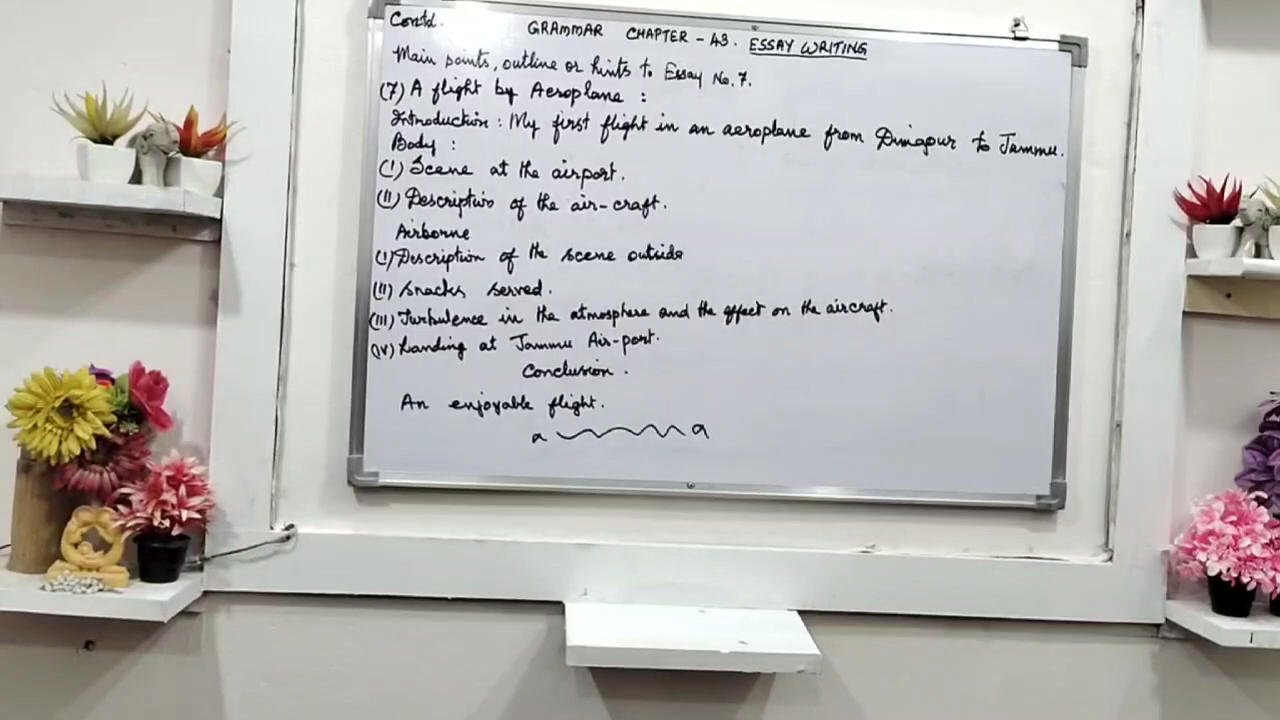 Contd.
GRAMMAR CHAPTER - 43. ESSAY WRITING
Main points, outline or hints to Essay No. 7.
(7) A flight by Aeroplane :
Introduction : My first flight in an aeroplane from to Jammu.
Body :
(I) Scene at the airport.
(II) Description of the air-craft.
Airborne
(I) Description of the scene outside
(II) Snacks served.
(III) Turbulence in the atmosphere and the effect on the aircraft.
(IV) Landing at Jammu Air-port.
Conclusion.
An enjoyable flight.